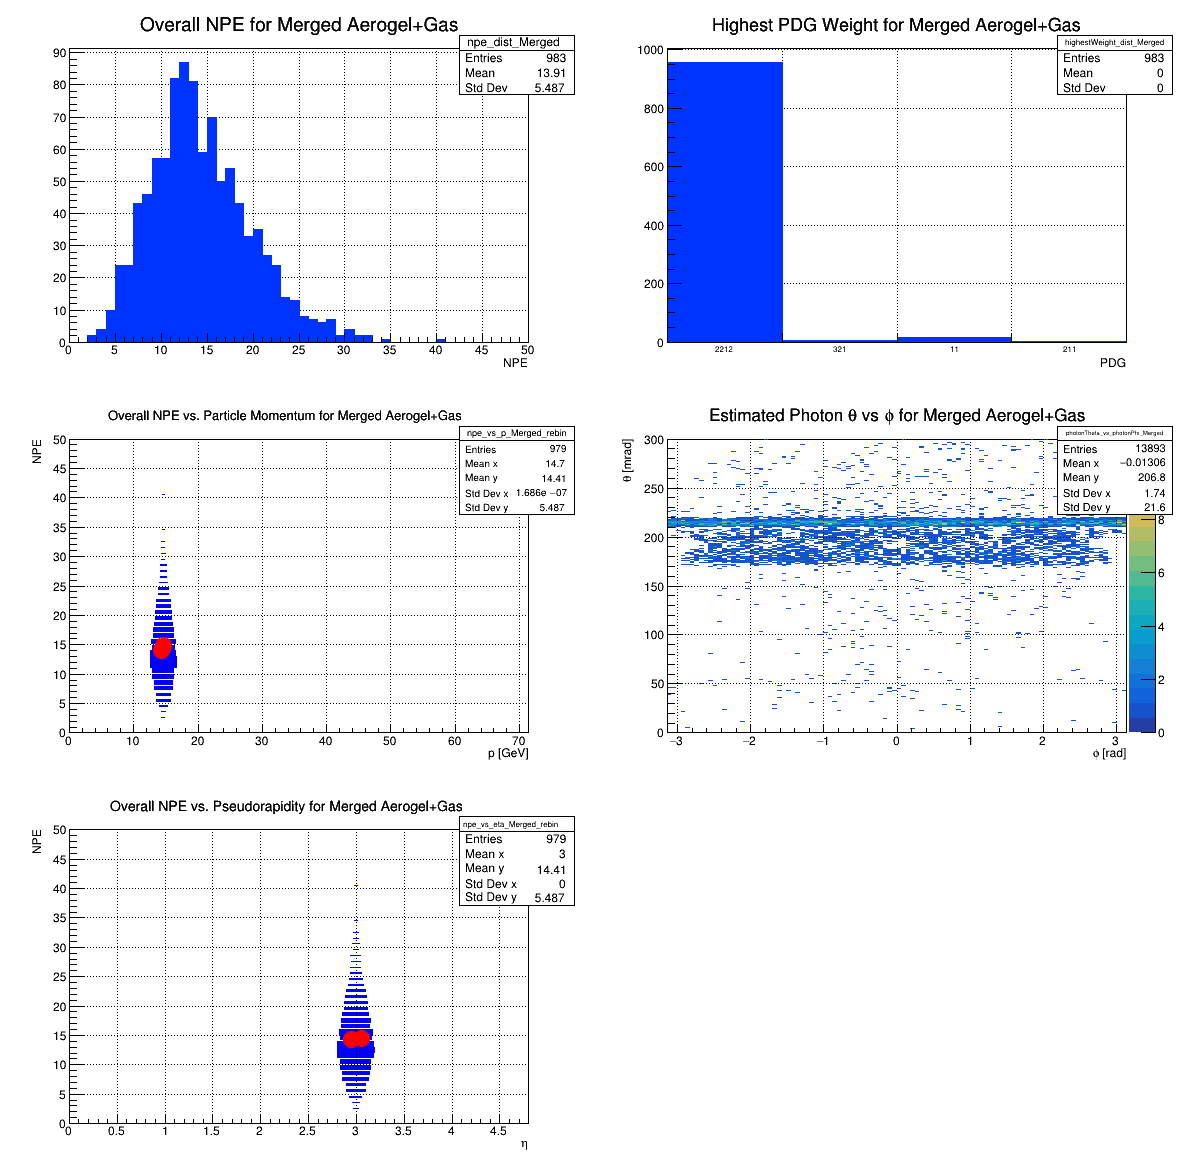 Overall NPE for Merged Aerogel+Gas
npe_dist_Merged
Entries 983
Mean 13.91
Std Dev 5.487
90
80
70
60
50
40
30
20
10
0
0 5 10 15 20 25 30 35 40 45 50
NPE
Highest PDG Weight for Merged Aerogel+Gas
highestWeight_dist_Merged
Entries 983
Mean 0
Std Dev 0
1000
800
600
400
200
0
2212 321 11 211
PDG
Overall NPE vs. Particle Momentum for Merged Aerogel+Gas
npe_vs_p_Merged_rebin
Entries 979
Mean x 14.7
Mean y 14.41
Std Dev x 1.686e −07
Std Dev y 5.487
NPE
50
45
40
35
30
25
20
15
10
5
0
0 10 20 30 40 50 60 70
p [GeV]
Estimated Photon θ vs ϕ for Merged Aerogel+Gas
photonTheta_vs_photonPhi_Merged
Entries 13893
Mean x −0.01306
Mean y 206.8
Std Dev x 1.74
Std Dev y 21.6
θ [mrad]
300
250
200
150
100
50
0
−3 −2 −1 0 1 2 3
ϕ [rad]
8
6
4
2
0
Overall NPE vs. Pseudorapidity for Merged Aerogel+Gas
npe_vs_eta_Merged_rebin
Entries 979
Mean x 3
Mean y 14.41
Std Dev x 0
Std Dev y 5.487
NPE
50
45
40
35
30
25
20
15
10
5
0
0 0.5 1 1.5 2 2.5 3 3.5 4 4.5
η